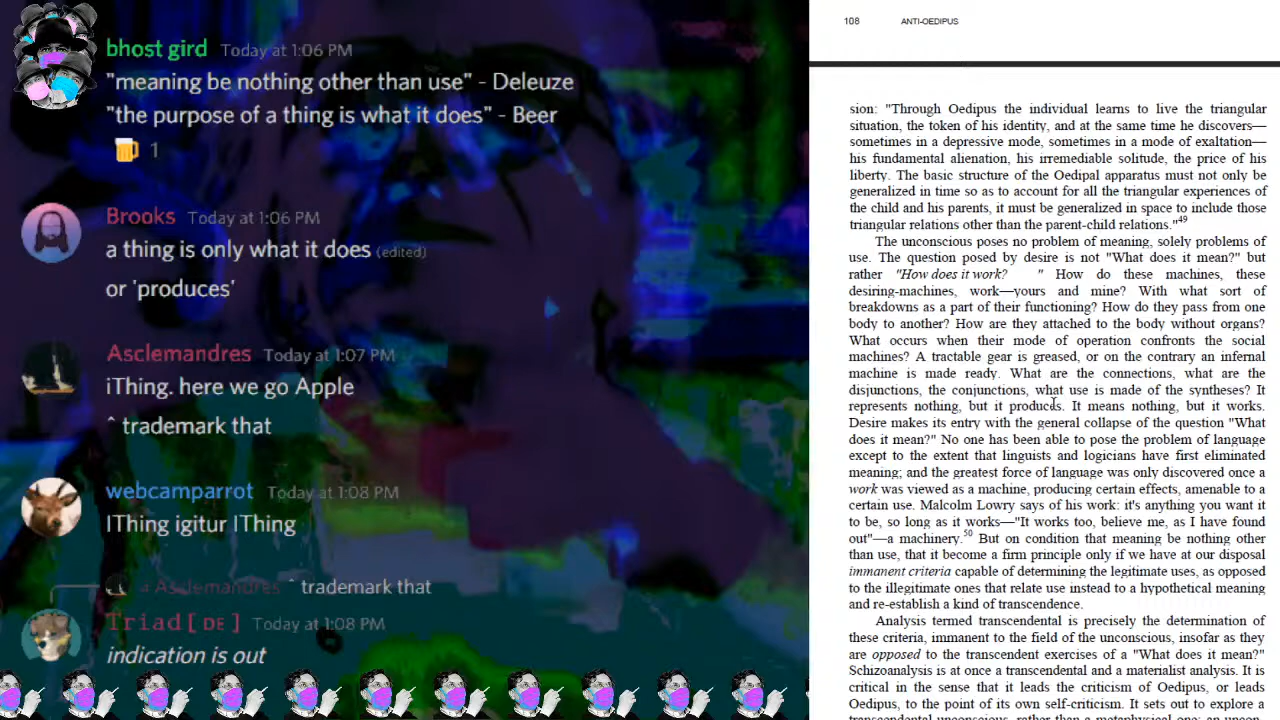 bhost gird Today at 1:06 PM
"meaning be nothing other than use" - Deleuze
"the purpose of a thing is what it does" - Beer
1
Brooks Today at 1:06 PM
a thing is only what it does (edited)
or 'produces'
Asclemandres Today at 1:07 PM
iThing. here we go Apple
^ trademark that
webcamparrot Today at 1:08 PM
IThing igitur IThing
Asclemandres ^ trademark that
Triad[DE] Today at 1:08 PM
indication is out
108 ANTI-OEDIPUS
sion: "Through Oedipus the individual learns to live the triangular
situation, the token of his identity, and at the same time he discovers—
sometimes in a depressive mode, sometimes in a mode of exaltation—
his fundamental alienation, his irremediable solitude, the price of his
liberty. The basic structure of the Oedipal apparatus must not only be
generalized in time so as to account for all the triangular experiences of
the child and his parents, it must be generalized in space to include those
triangular relations other than the parent-child relations."49
The unconscious poses no problem of meaning, solely problems of
use. The question posed by desire is not "What does it mean?" but
rather "How does it work? " How do these machines, these
desiring-machines, work—yours and mine? With what sort of
breakdowns as a part of their functioning? How do they pass from one
body to another? How are they attached to the body without organs?
What occurs when their mode of operation confronts the social
machines? A tractable gear is greased, or on the contrary an infernal
machine is made ready. What are the connections, what are the
disjunctions, the conjunctions, what use is made of the syntheses? It
represents nothing, but it produces. It means nothing, but it works.
Desire makes its entry with the general collapse of the question "What
does it mean?" No one has been able to pose the problem of language
except to the extent that linguists and logicians have first eliminated
meaning; and the greatest force of language was only discovered once a
work was viewed as a machine, producing certain effects, amenable to a
certain use. Malcolm Lowry says of his work: it's anything you want it
to be, so long as it works—"It works too, believe me, as I have found
out"—a machinery.50 But on condition that meaning be nothing other
than use, that it become a firm principle only if we have at our disposal
immanent criteria capable of determining the legitimate uses, as opposed
to the illegitimate ones that relate use instead to a hypothetical meaning
and re-establish a kind of transcendence.
Analysis termed transcendental is precisely the determination of
these criteria, immanent to the field of the unconscious, insofar as they
are opposed to the transcendent exercises of a "What does it mean?"
Schizoanalysis is at once a transcendental and a materialist analysis. It is
critical in the sense that it leads the criticism of Oedipus, or leads
Oedipus, to the point of its own self-criticism. It sets out to explore a
transcendental unconscious, rather than a metaphysical one; an uncon-